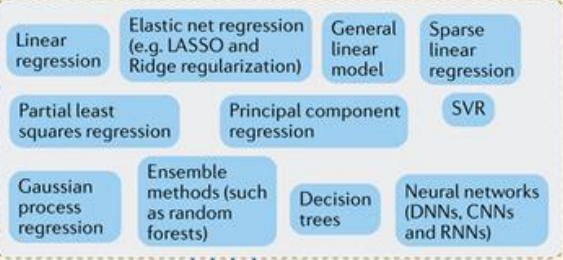 Linear
regression
Elastic net regression
(e.g. LASSO and
Ridge regularization)
General
linear
model
Sparse
linear
regression
Partial least
squares regression
Principal component
regression
SVR
Gaussian
process
regression
Ensemble
methods (such
as random
forests)
Decision
trees
Neural networks
(DNNs, CNNs
and RNNs)